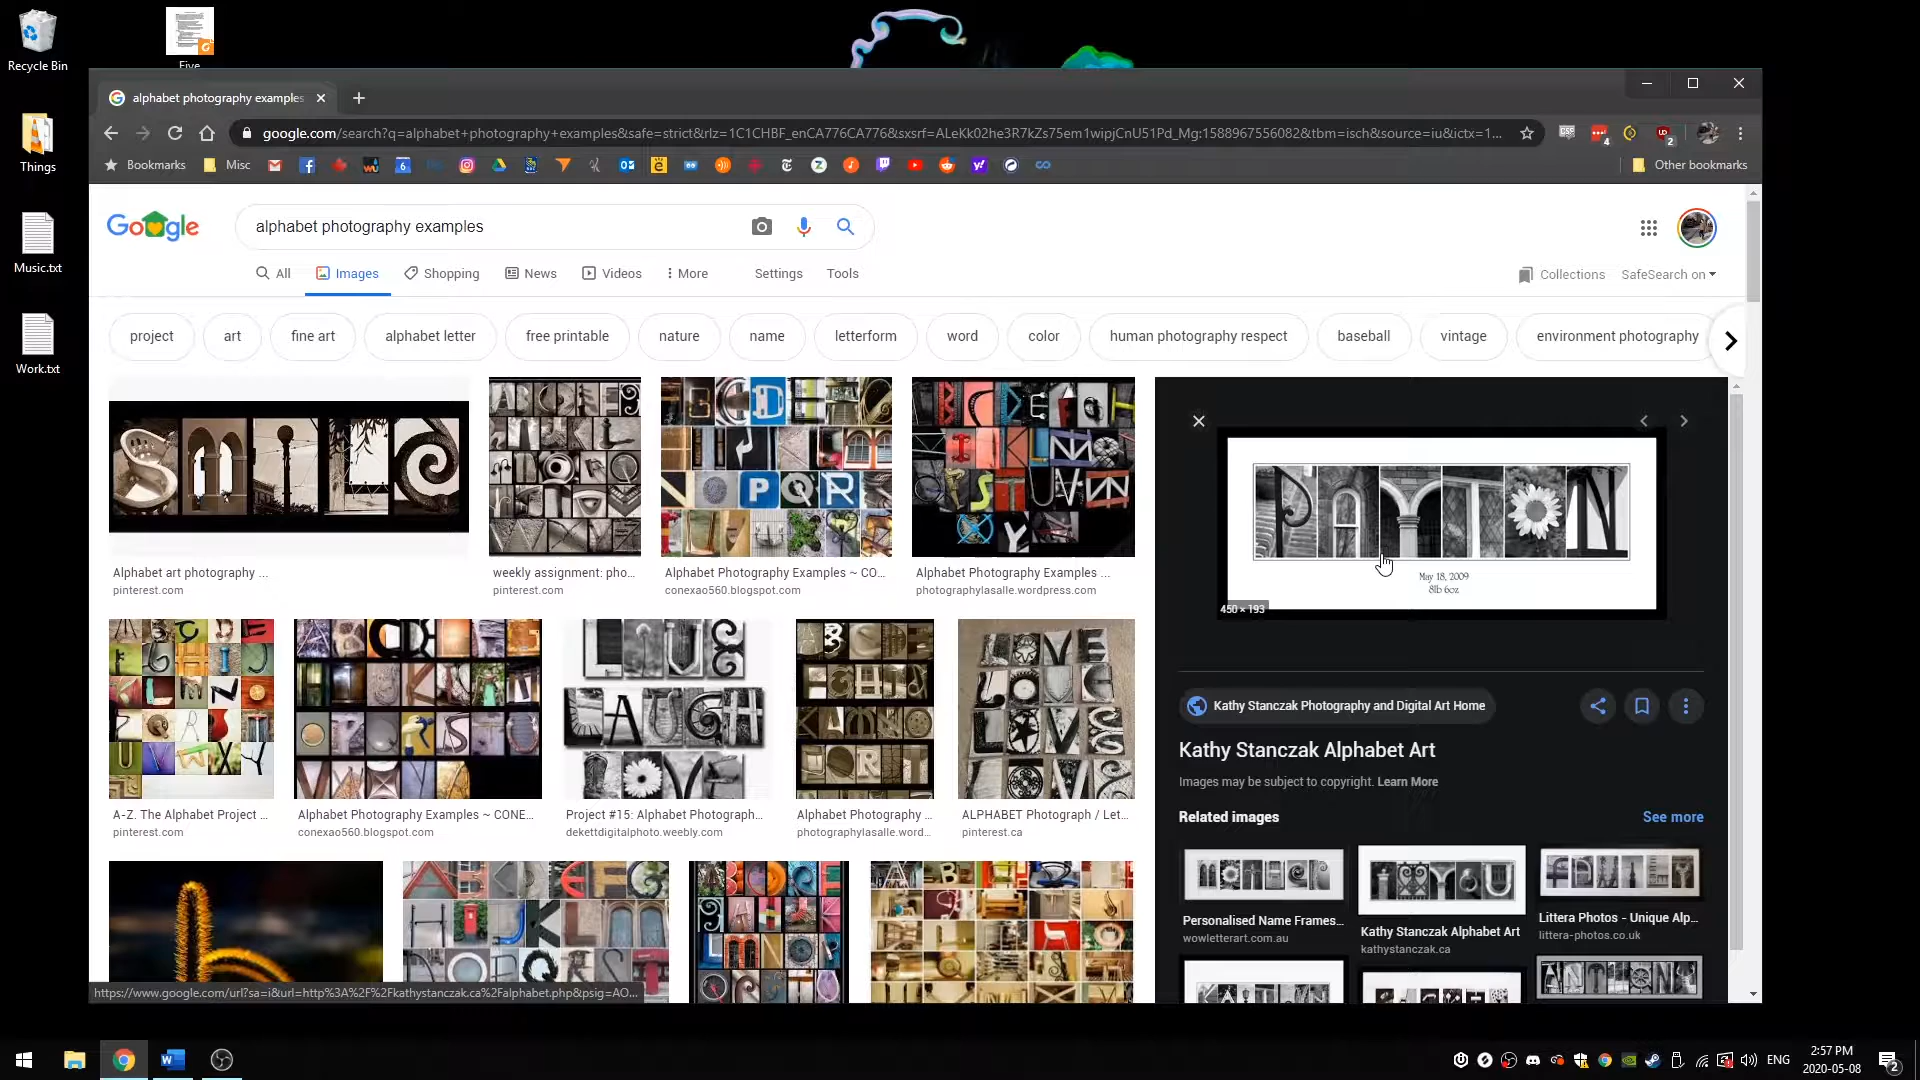 Recycle Bin
Five
Things
Music.txt
Work.txt
alphabet photography examples
google.com/search?q=alphabet+photography+examples&safe=strict&rlz=1C1CHBF_enCA776CA776&sxsrf=ALeKk02he3R7kZs75em1wipjCnU51Pd_Mg:1588967556082&tbm=isch&source=iu&ictx=1...
Bookmarks
Misc
Other bookmarks
Google
alphabet photography examples
All
Images
Shopping
News
Videos
More
Settings
Tools
Collections
SafeSearch on
project
art
fine art
alphabet letter
free printable
nature
name
letterform
word
color
human photography respect
baseball
vintage
environment photography
Alphabet art photography ...
pinterest.com
weekly assignment: pho...
pinterest.com
Alphabet Photography Examples ~ CO...
conexao560.blogspot.com
Alphabet Photography Examples ...
photographylasalle.wordpress.com
May 18, 2009
8lb 6oz
450 × 193
A-Z. The Alphabet Project ...
pinterest.com
Alphabet Photography Examples ~ CONE...
conexao560.blogspot.com
Project #15: Alphabet Photograph...
dekettdigitalphoto.weebly.com
Alphabet Photography ...
photographylasalle.word...
ALPHABET Photograph / Let...
pinterest.ca
Kathy Stanczak Photography and Digital Art Home
Kathy Stanczak Alphabet Art
Images may be subject to copyright. Learn More
Related images
See more
Personalised Name Frames...
wowletterart.com.au
Kathy Stanczak Alphabet Art
kathystanczak.ca
Littera Photos - Unique Alp...
littera-photos.co.uk
https://www.google.com/url?sa=i&url=http%3A%2F%2Fkathystanczak.ca%2Falphabet.php&psig=AO...
ENG
2:57 PM
2020-05-08
2